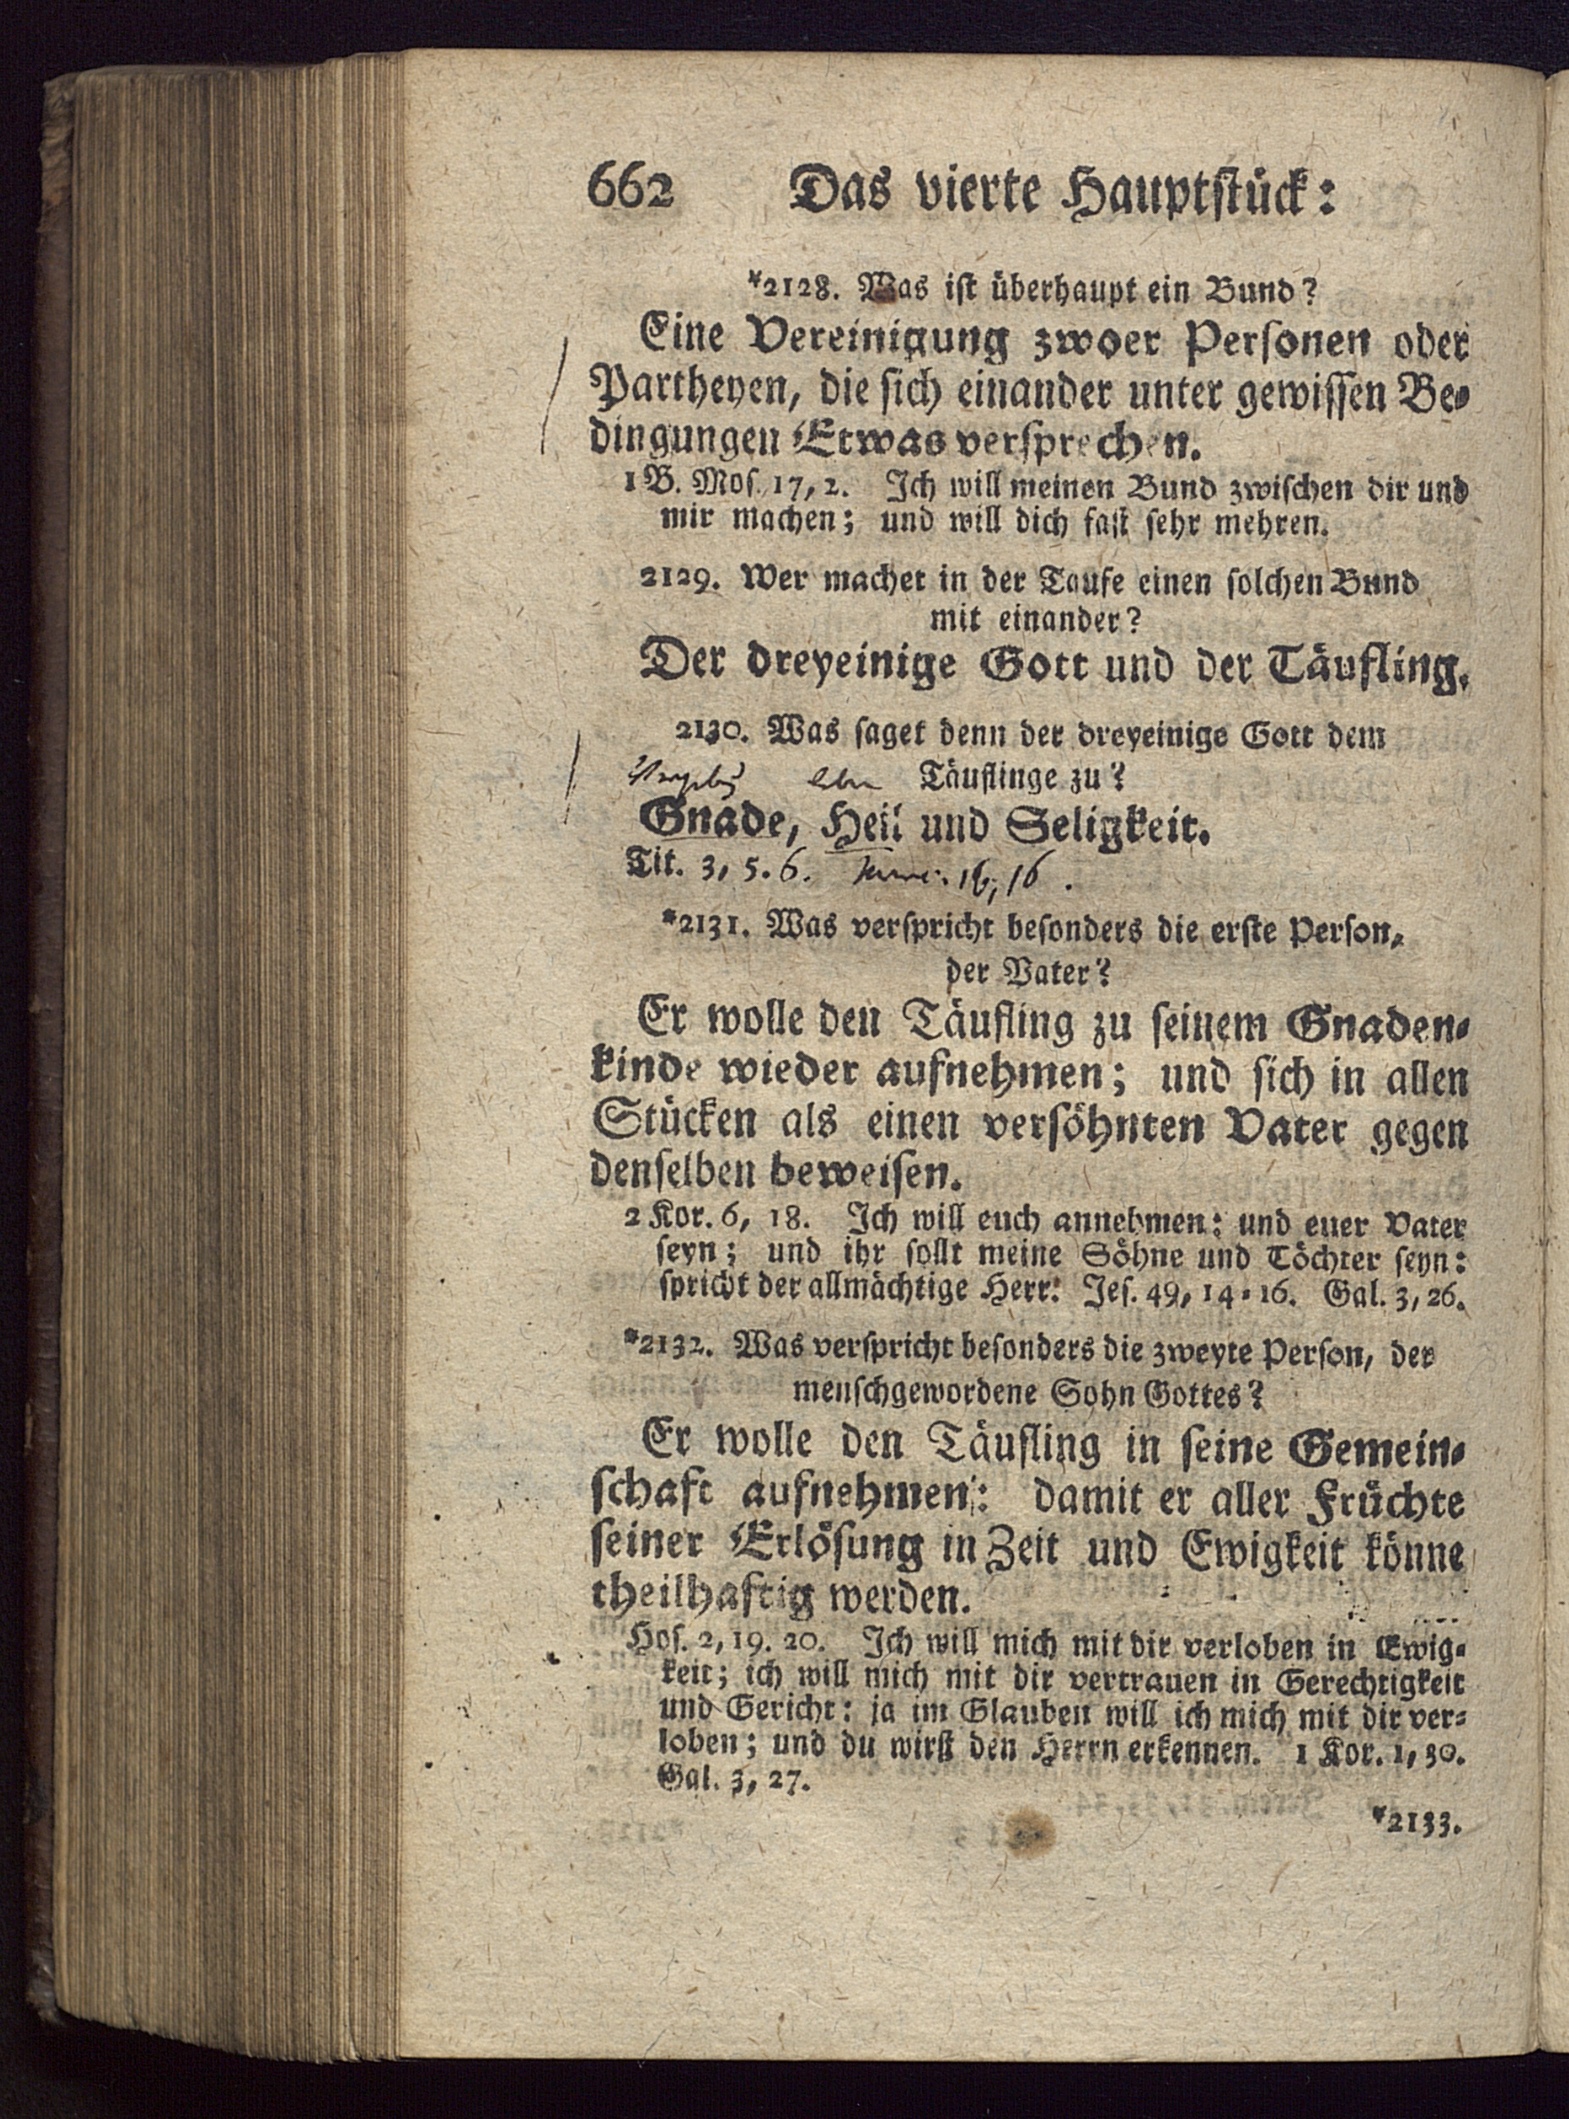 662 Das vierte Hauptstück:
*2128. Was ist überhaupt ein Bund?
Eine Vereinigung zwoer Personen oder
Partheyen, die sich einander unter gewissen Be-
dingungen Etwas versprechen.
1 B. Mos. 17, 2. Ich will meinen Bund zwischen dir und
mir machen; und will dich fast sehr mehren.
2129. Wer machet in der Taufe einen solchen Bund
mit einander?
Der dreyeinige Gott und der Täufling.
2130. Was saget denn der dreyeinige Gott dem
Täuflinge zu?
Gnade, Heil und Seligkeit.
Tit. 3, 5. 6. 16, 16.
*2131. Was verspricht besonders die erste Person,
der Vater?
Er wolle den Täufling zu seinem Gnaden-
kinde wieder aufnehmen; und sich in allen
Stücken als einen versöhnten Vater gegen
denselben beweisen.
2 Kor. 6, 18. Ich will euch annehmen: und euer Vater
seyn; und ihr sollt meine Söhne und Töchter seyn:
spricht der allmächtige Herr. Jes. 49, 14-16. Gal. 3, 26.
*2132. Was verspricht besonders die zweyte Person, der
menschgewordene Sohn Gottes?
Er wolle den Täufling in seine Gemein-
schaft aufnehmen: damit er aller Früchte
seiner Erlösung in Zeit und Ewigkeit könne
theilhaftig werden.
Hos. 2, 19. 20. Ich will mich mit dir verloben in Ewig-
keit; ich will mich mit dir vertrauen in Gerechtigkeit
und Gericht: ja im Glauben will ich mich mit dir ver-
loben; und du wirst den Herrn erkennen. 1 Kor. 1, 30.
Gal. 3, 27.
*2133.